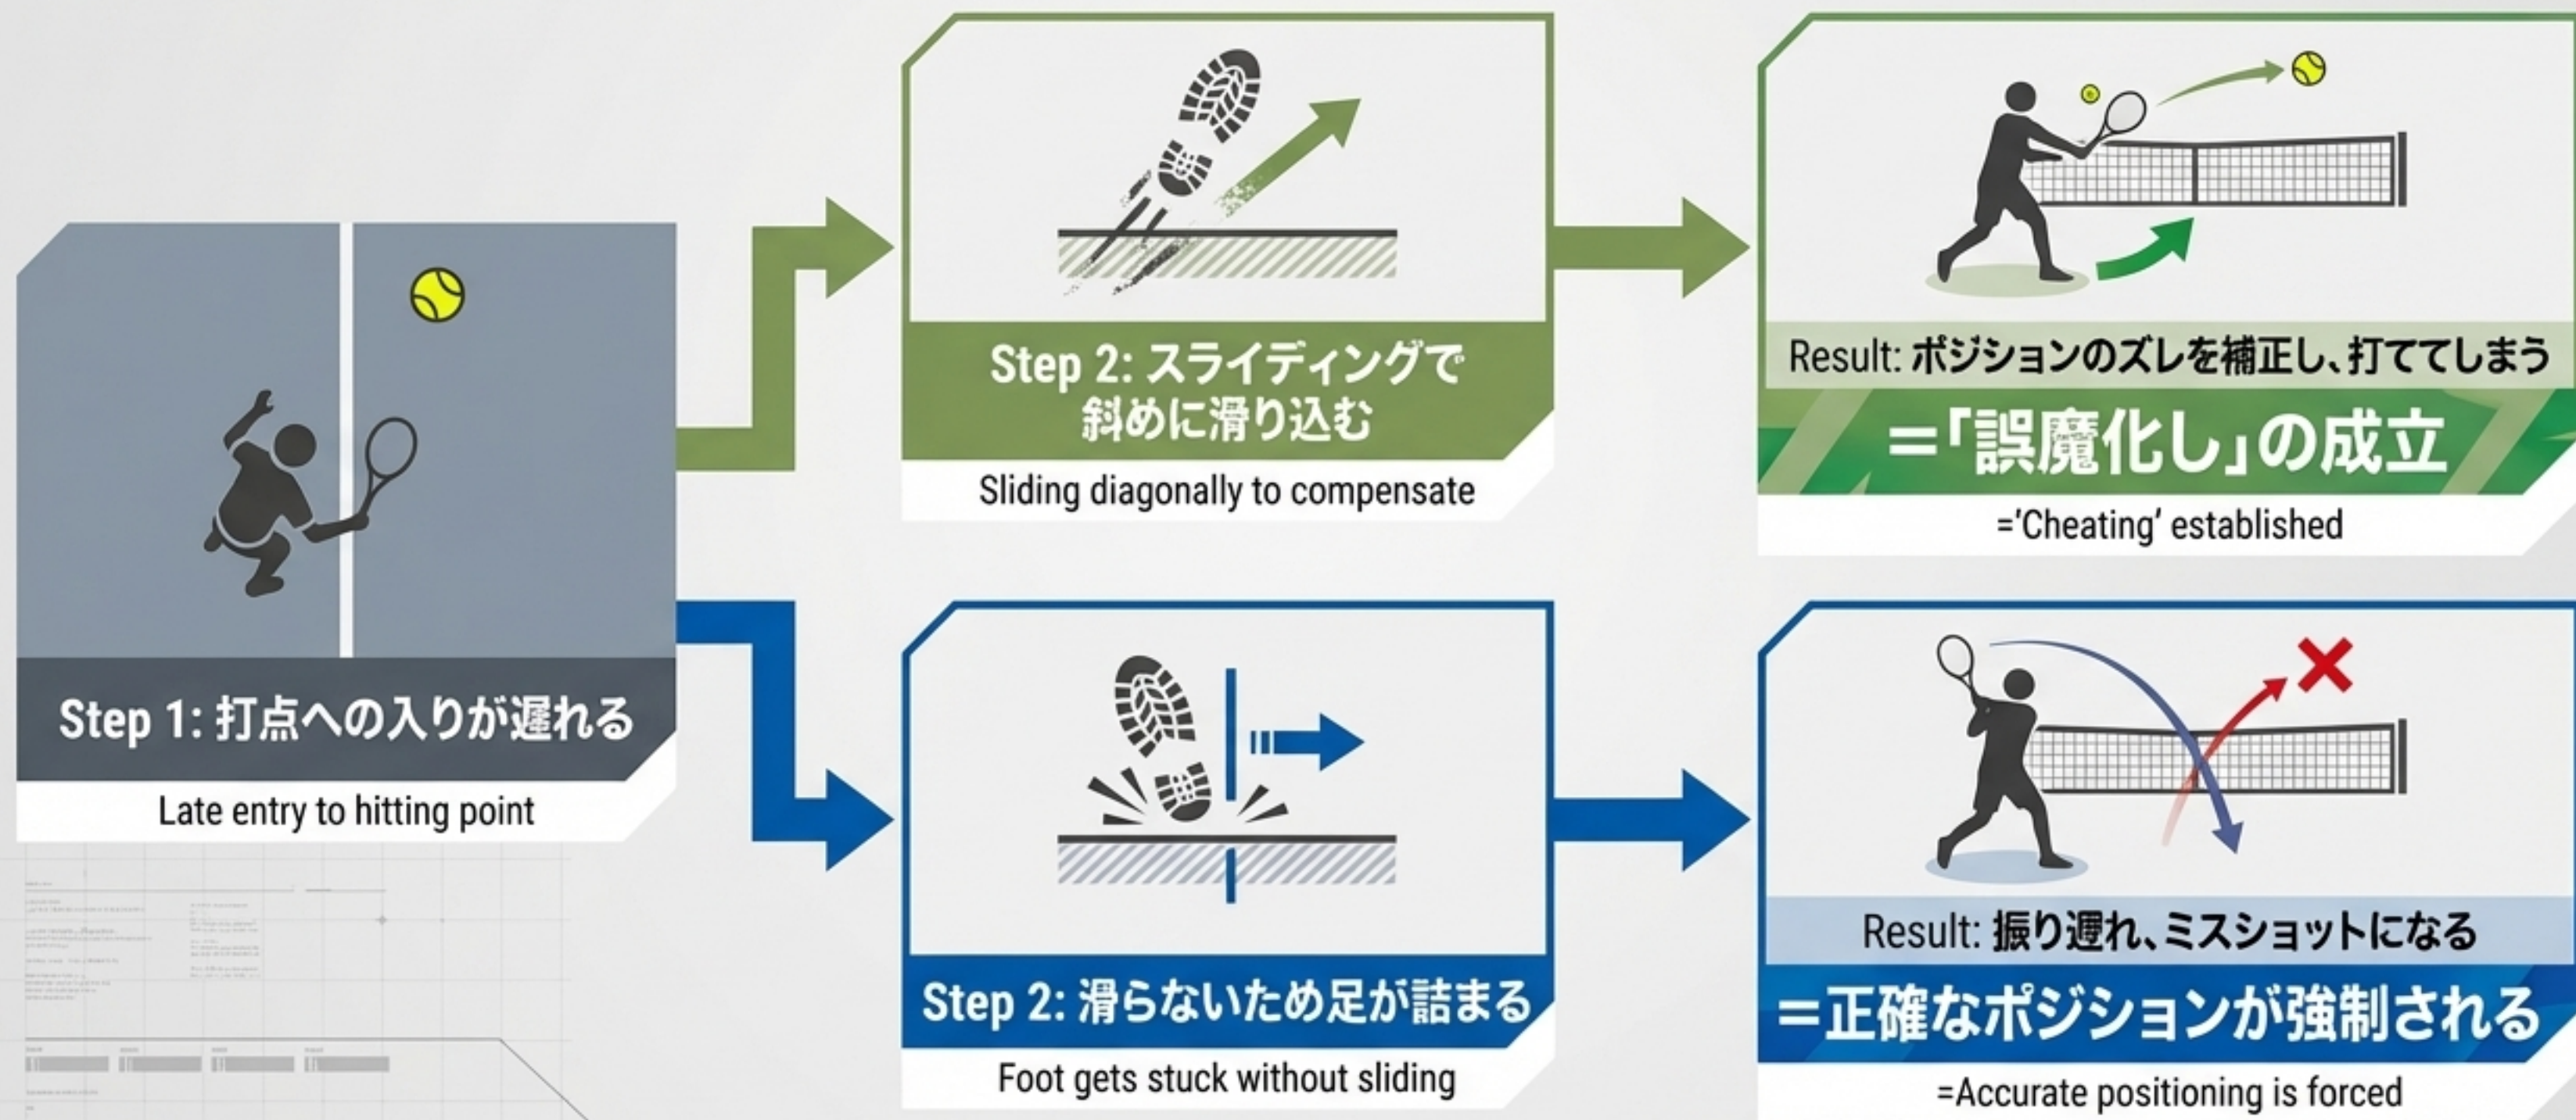 Step 1: 打点への入りが遅れる
Late entry to hitting point
Step 2: スライディングで
斜めに滑り込む
Sliding diagonally to compensate
Result: ポジションのズレを補正し、打ててしまう
=「誤魔化し」の成立
='Cheating' established
Step 2: 滑らないため足が詰まる
Foot gets stuck without sliding
Result: 振り遅れ、ミスショットになる
=正確なポジションが強制される
=Accurate positioning is forced